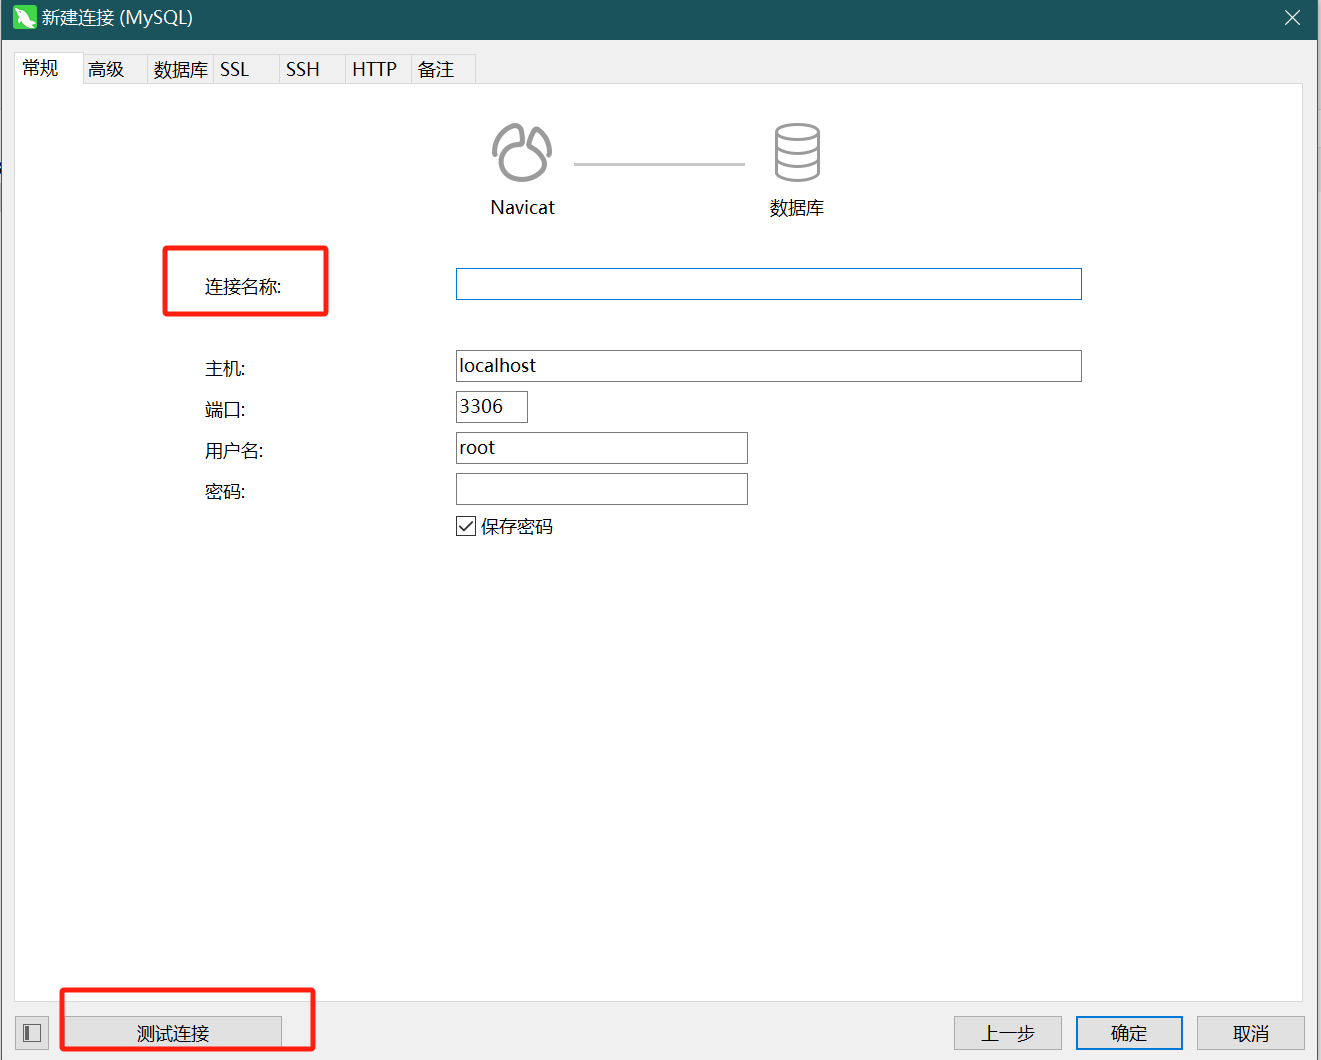 新建连接 (MySQL)
常规 高级 数据库 SSL SSH HTTP 备注
Navicat 数据库
连接名称:
主机: localhost
端口: 3306
用户名: root
密码:
保存密码
测试连接 上一步 确定 取消